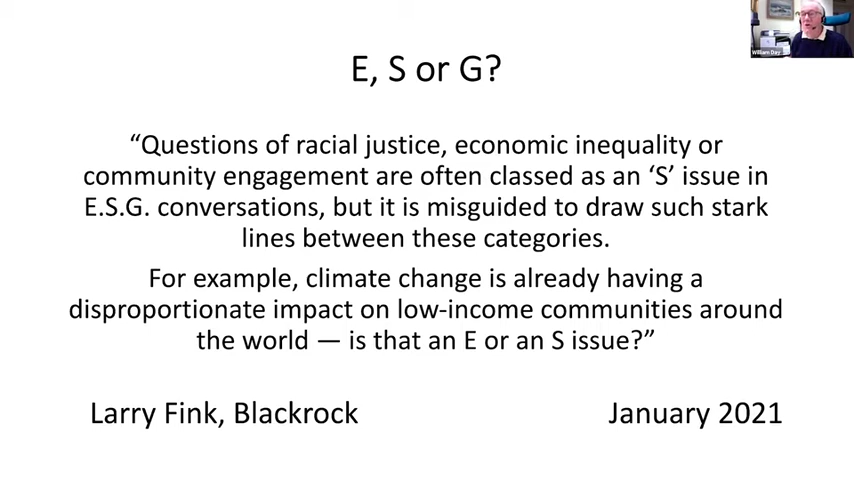 William Day
E, S or G?
“Questions of racial justice, economic inequality or
community engagement are often classed as an ‘S’ issue in
E.S.G. conversations, but it is misguided to draw such stark
lines between these categories.
For example, climate change is already having a
disproportionate impact on low-income communities around
the world — is that an E or an S issue?”
Larry Fink, Blackrock
January 2021